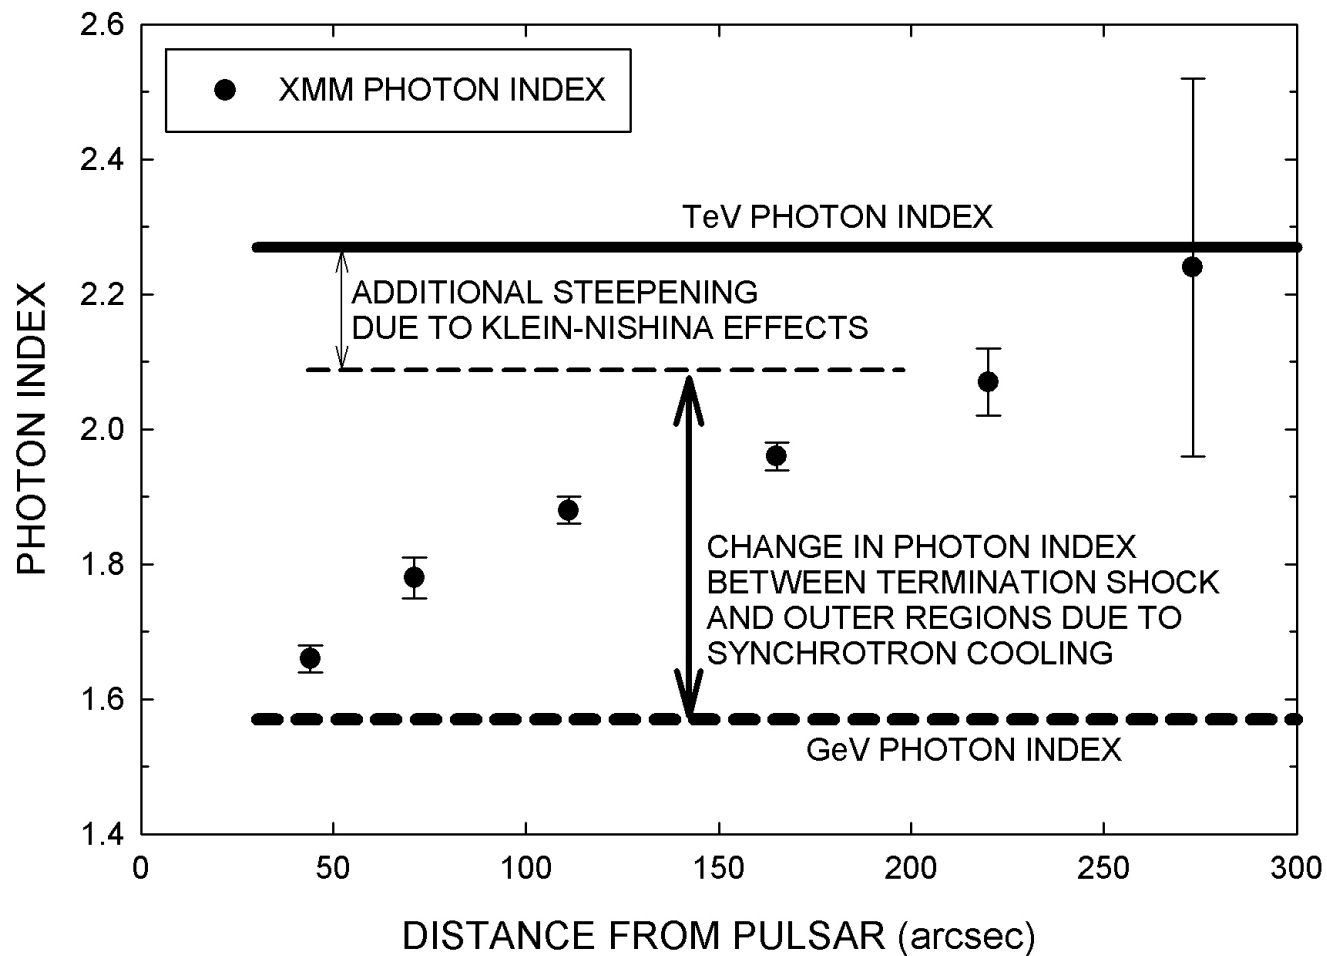 2.6
XMM PHOTON INDEX
2.4
TeV PHOTON INDEX
ADDITIONAL STEEPENING
DUE TO KLEIN-NISHINA EFFECTS
2.2
2.0
PHOTON INDEX
CHANGE IN PHOTON INDEX
BETWEEN TERMINATION SHOCK
AND OUTER REGIONS DUE TO
SYNCHROTRON COOLING
1.8
1.6
GeV PHOTON INDEX
1.4
0 50 100 150 200 250 300
DISTANCE FROM PULSAR (arcsec)